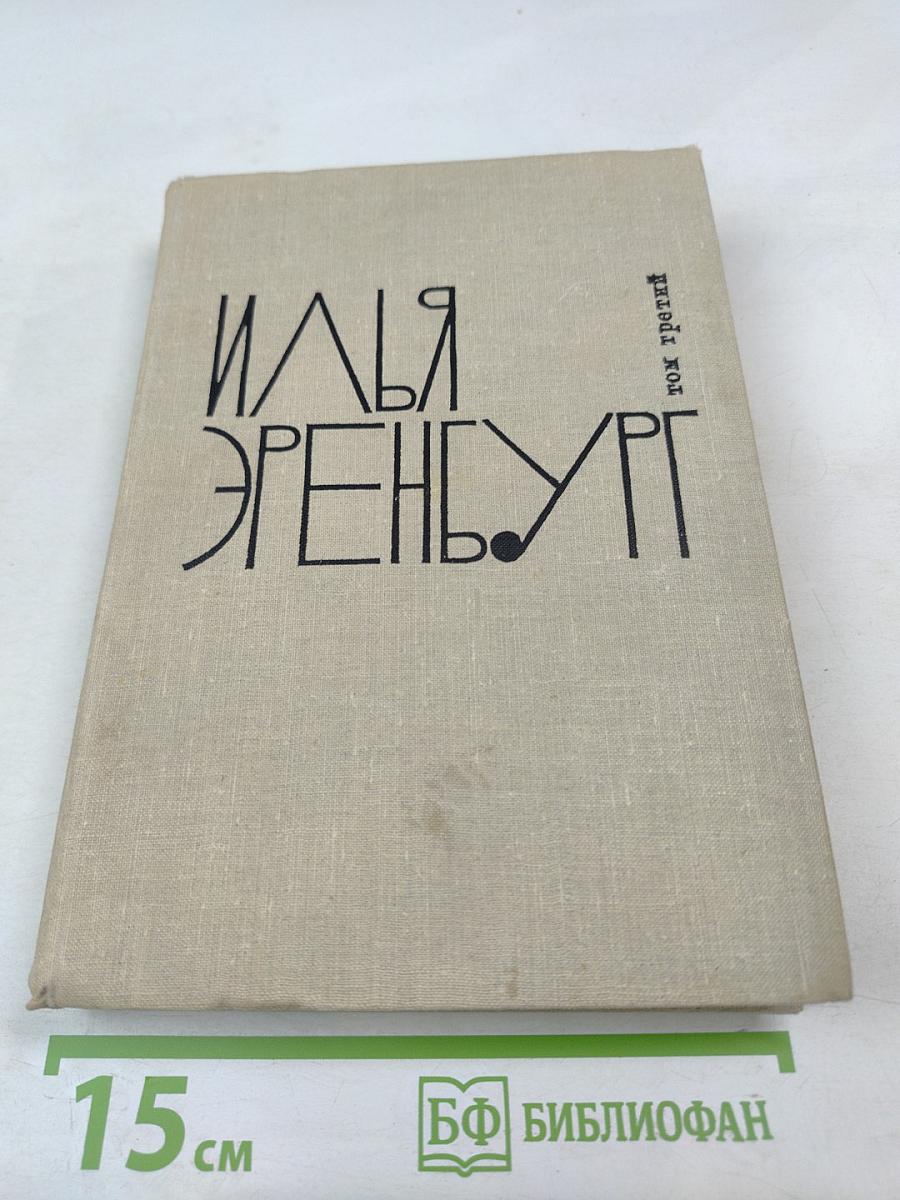 ИЛЬЯ
ЭРЕНБУРГ
том третий
15 см
БФ БИБЛИОФАН